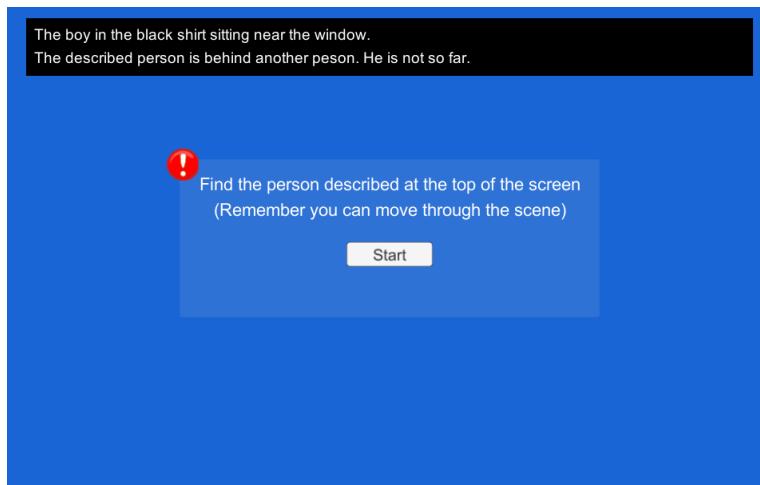 The boy in the black shirt sitting near the window.
The described person is behind another peson. He is not so far.
Find the person described at the top of the screen
(Remember you can move through the scene)
Start